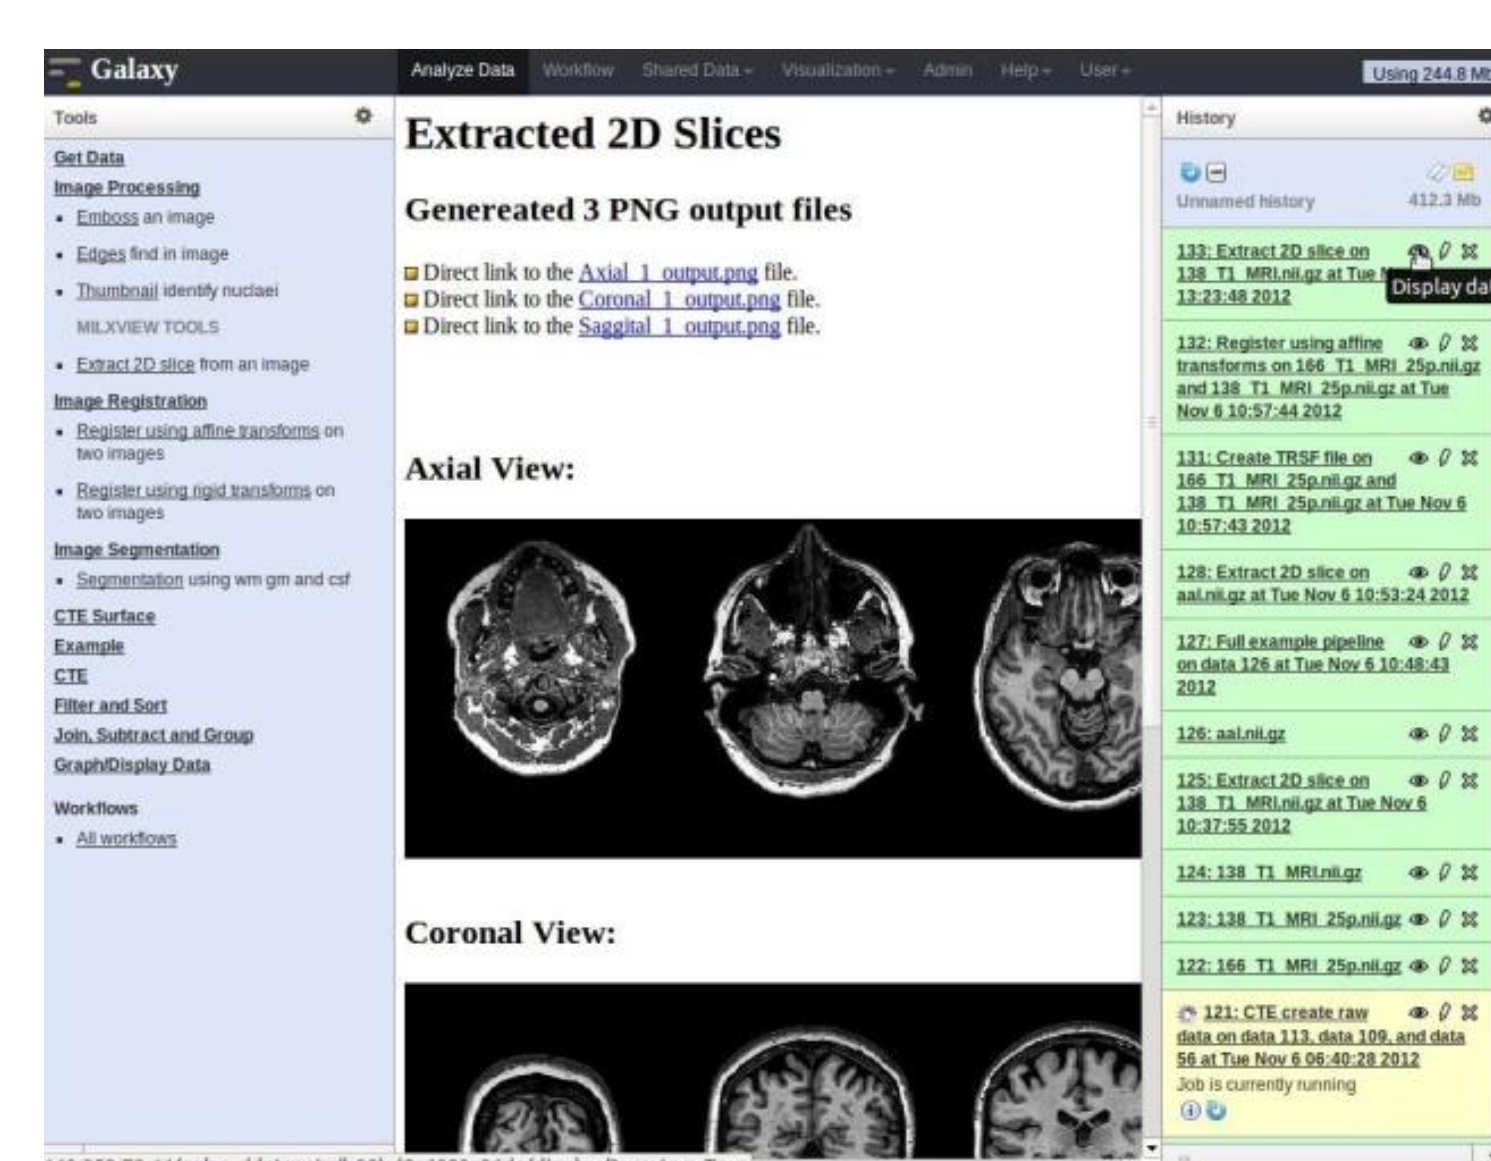 Galaxy
Analyze Data Workflow Shared Data Visualization Admin Help User
Using 244.8 Mb
Tools
Get Data
Image Processing
Emboss an image
Edges find in image
Thumbnail identify nuclaei
MILXVIEW TOOLS
Extract 2D slice from an image
Image Registration
Register using affine transforms on
two images
Register using rigid transforms on
two images
Image Segmentation
Segmentation using wm gm and csf
CTE Surface
Example
CTE
Filter and Sort
Join, Subtract and Group
Graph/Display Data
Workflows
All workflows
Extracted 2D Slices
Genereated 3 PNG output files
Direct link to the Axial_1_output.png file.
Direct link to the Coronal_1_output.png file.
Direct link to the Saggital_1_output.png file.
Axial View:
Coronal View:
History
Unnamed history 412.3 Mb
133: Extract 2D slice on
138_T1_MRI.nii.gz at Tue
13:23:48 2012
Display da
132: Register using affine
transforms on 166_T1_MRI_25p.nii.gz
and 138_T1_MRI_25p.nii.gz at Tue
Nov 6 10:57:44 2012
131: Create TRSF file on
166_T1_MRI_25p.nii.gz and
138_T1_MRI_25p.nii.gz at Tue Nov 6
10:57:43 2012
128: Extract 2D slice on
aal.nii.gz at Tue Nov 6 10:53:24 2012
127: Full example pipeline
on data 126 at Tue Nov 6 10:48:43
2012
126: aal.nii.gz
125: Extract 2D slice on
138_T1_MRI.nii.gz at Tue Nov 6
10:37:55 2012
124: 138_T1_MRI.nii.gz
123: 138_T1_MRI_25p.nii.gz
122: 166_T1_MRI_25p.nii.gz
121: CTE create raw
data on data 113, data 109, and data
56 at Tue Nov 6 06:40:28 2012
Job is currently running